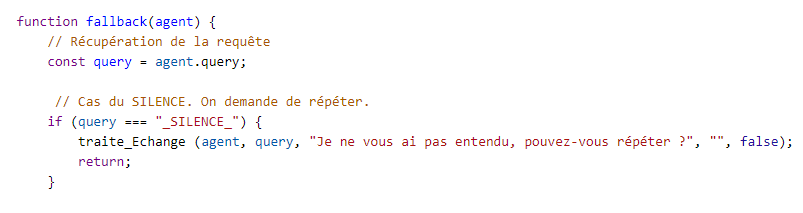 function fallback(agent) {
// Récupération de la requête
const query = agent.query;
// Cas du SILENCE. On demande de répéter.
if (query === "_SILENCE_") {
traite_Echange (agent, query, "Je ne vous ai pas entendu, pouvez-vous répéter ?", "", false);
return;
}